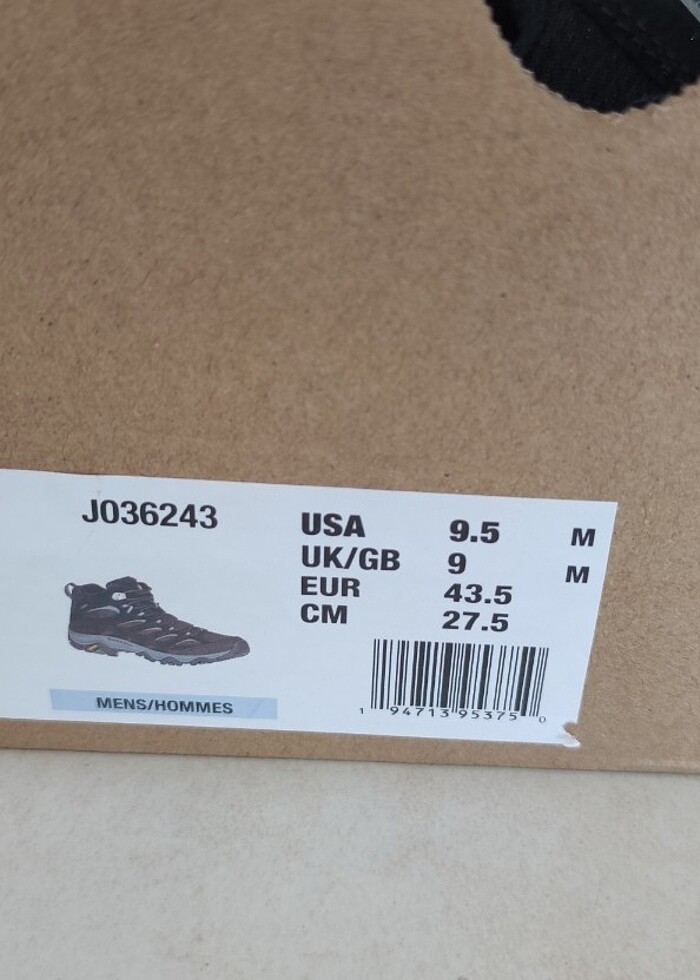 J036243
USA 9.5 M
UK/GB 9 M
EUR 43.5
CM 27.5
MENS/HOMMES
1 94713 95375 0